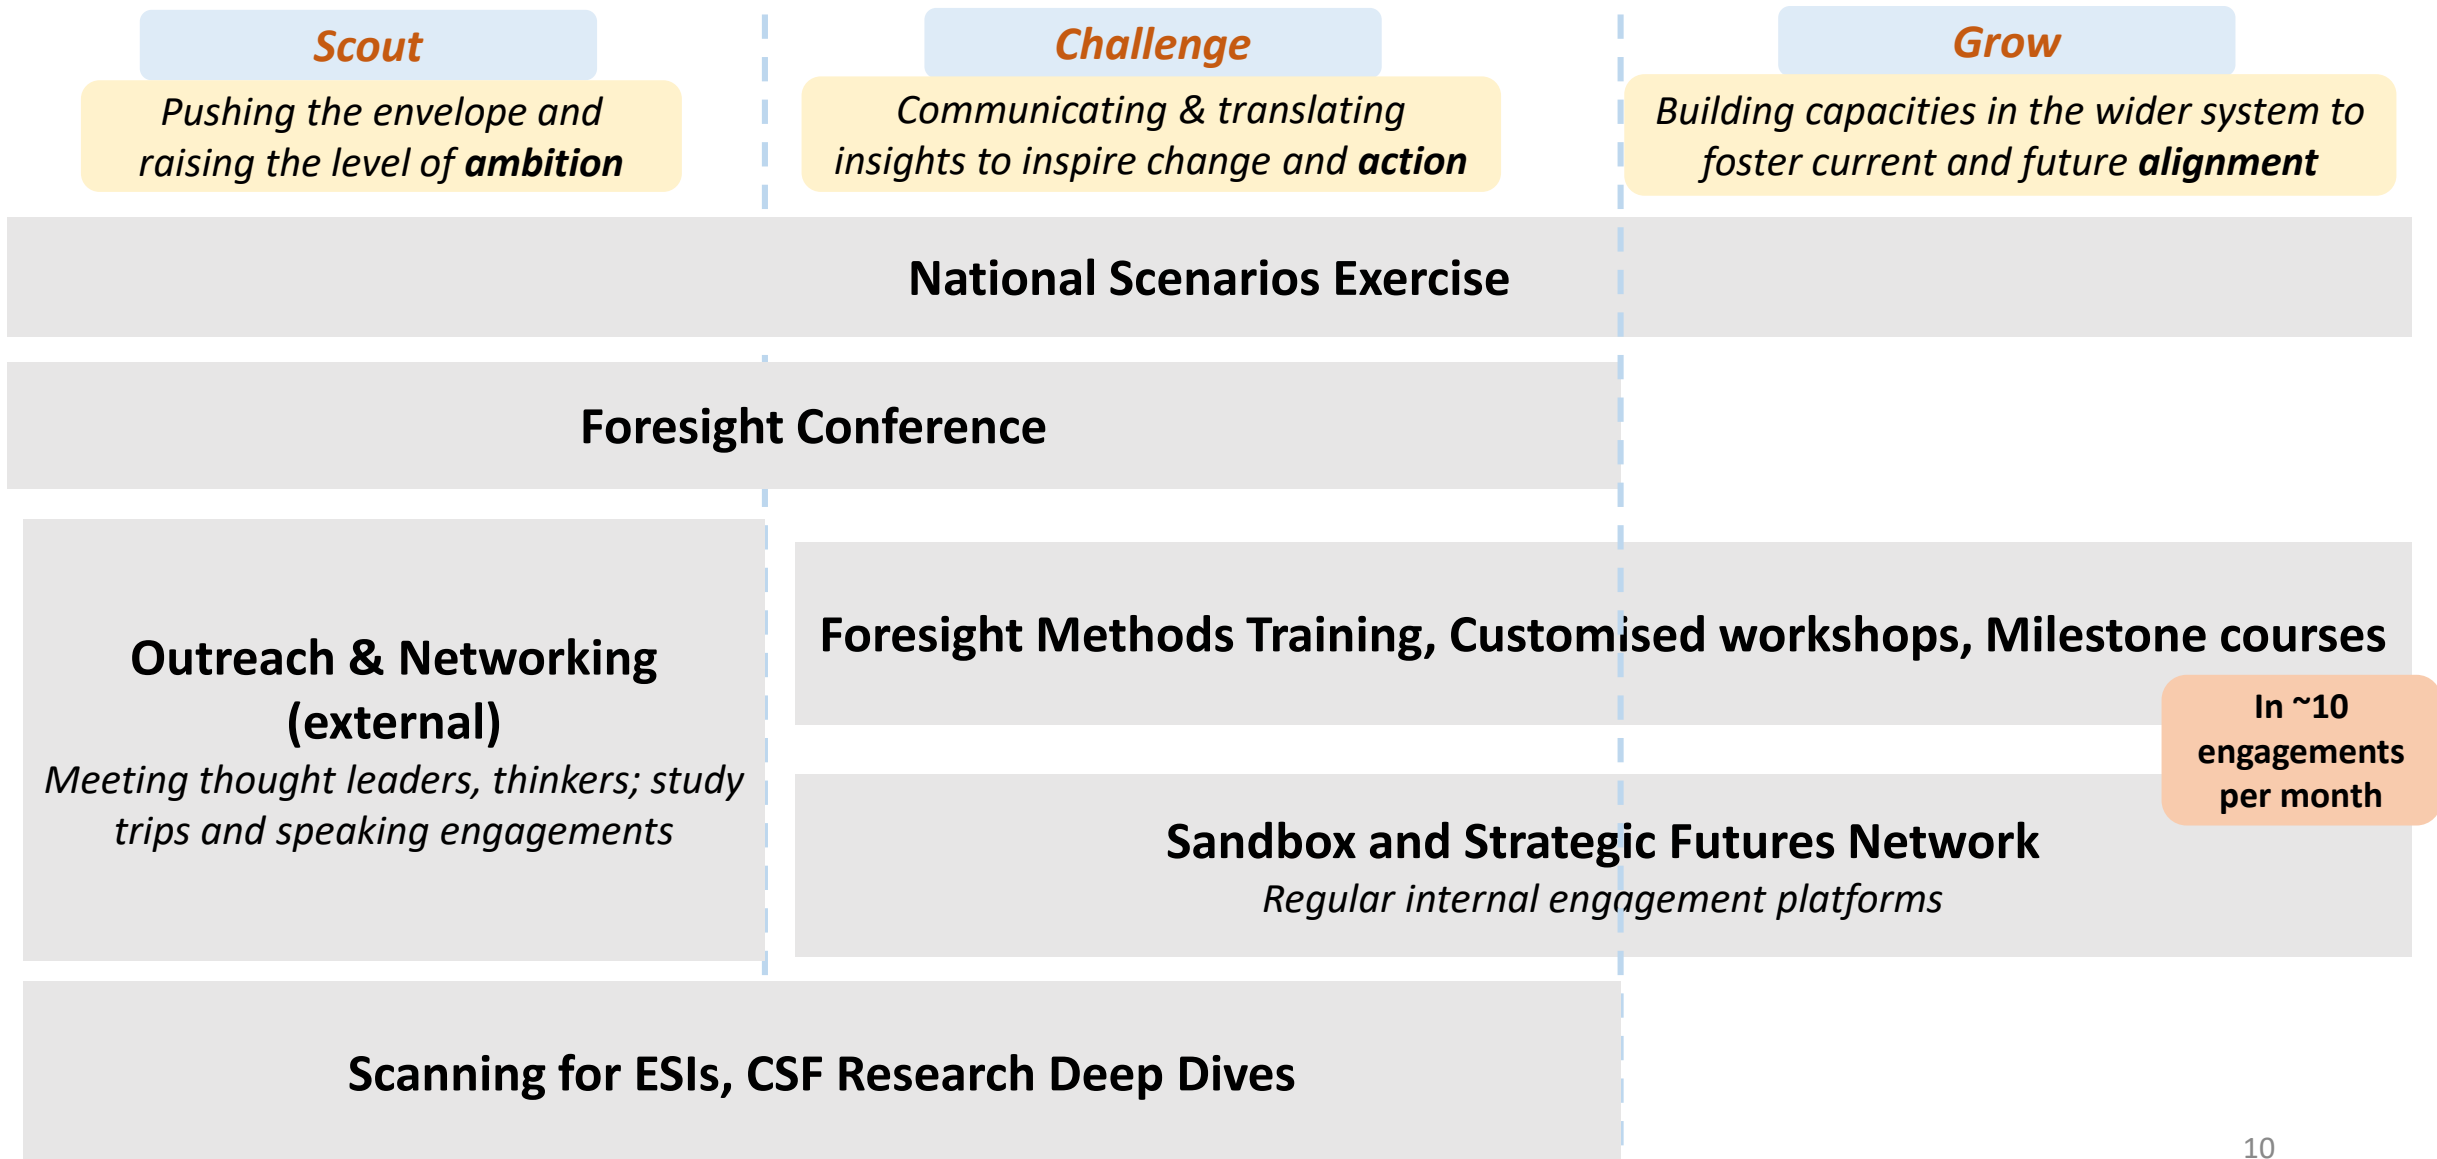 Scout
Pushing the envelope and
raising the level of ambition
Challenge
Communicating & translating
insights to inspire change and action
Grow
Building capacities in the wider system to
foster current and future alignment
National Scenarios Exercise
Foresight Conference
Outreach & Networking
(external)
Meeting thought leaders, thinkers; study
trips and speaking engagements
Foresight Methods Training, Customised workshops, Milestone courses
In ~10
engagements
per month
Sandbox and Strategic Futures Network
Regular internal engagement platforms
Scanning for ESIs, CSF Research Deep Dives
10